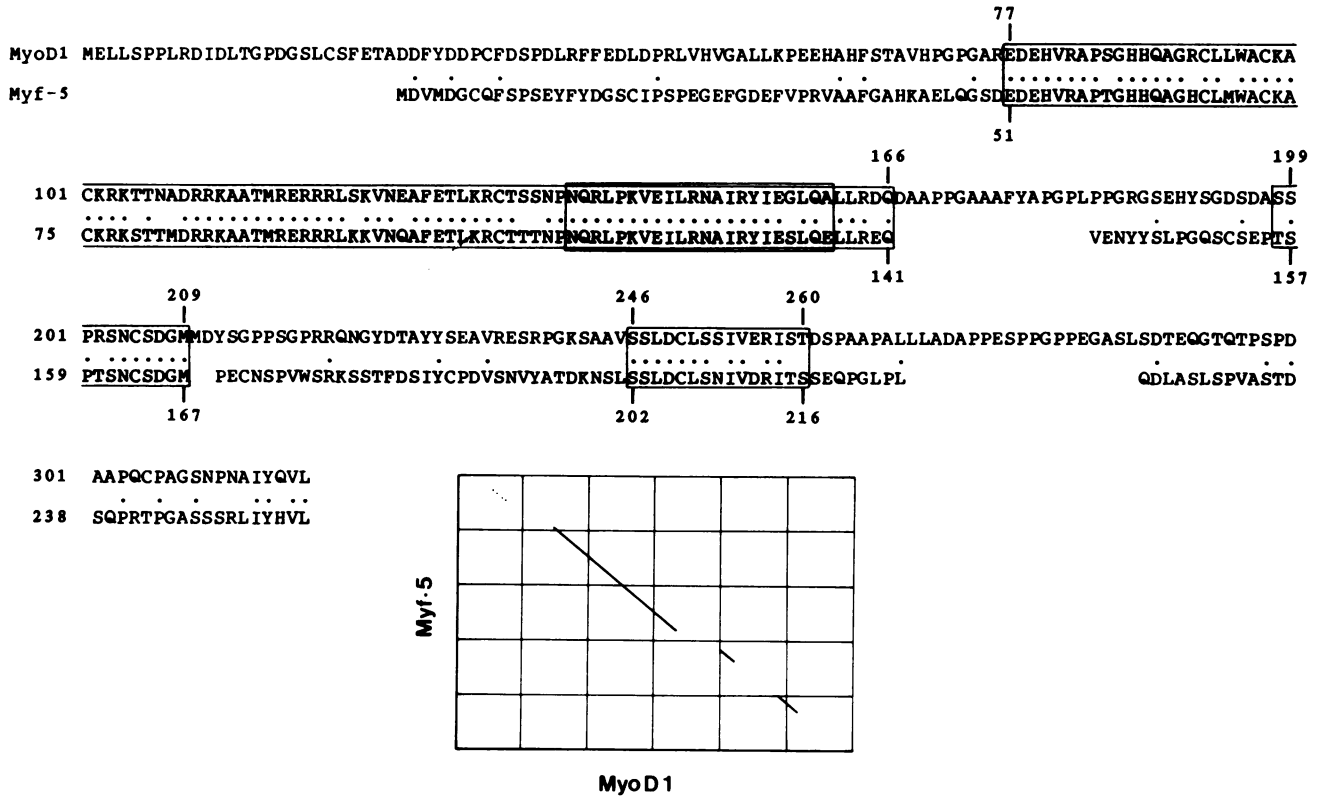 77
MyoD1 MELLSPPLRDIDLTGPDGSLCSFETADDFYDDPCFDSPDLRFFEDLDPRLVHVGALLKPEEHAHFSTAVHPGPGAREDEHVRAPSGHHQAGRCLLWACKA
Myf-5 MDVMDGCQFSPSEYFYDGSCIPSPEGEFGDEFVPRVAAFGAHKAELQGSDEDEHVRAPTGHHQAGHCLMWACKA
51
166 199
101 CKRKTTNADRRKAATMRERRRLSKVNEAFETLKRCTSSNPNQRLPKVEILRNAIRYIEGLQALLRDQDAAPPGAAAFYAPGPLPPGRGSEHYSGDSDASS
75 CKRKSTTMDRRKAATMRERRRLKKVNQAFETLKRCTTTNPNQRLPKVEILRNAIRYIESLQELLREQ VENYYSLPGQSCSEPTS
141 157
209 246 260
201 PRSNCSDGMMDYSGPPSGPRRQNGYDTAYYSEAVRESRPGKSAAVSSLDCLSSIVERISTDSPAAPALLLADAPPESPPGPPEGASLSDTEQGTQTPSPD
159 PTSNCSDGM PECNSPVWSRKSSTFDSIYCPDVSNVYATDKNSLSSLDCLSNIVDRITSSEQPGLPL QDLASLSPVASTD
167 202 216
301 AAPQCPAGSNPNAIYQVL
238 SQPRTPGASSSRLIYHVL
Myf-5
MyoD1